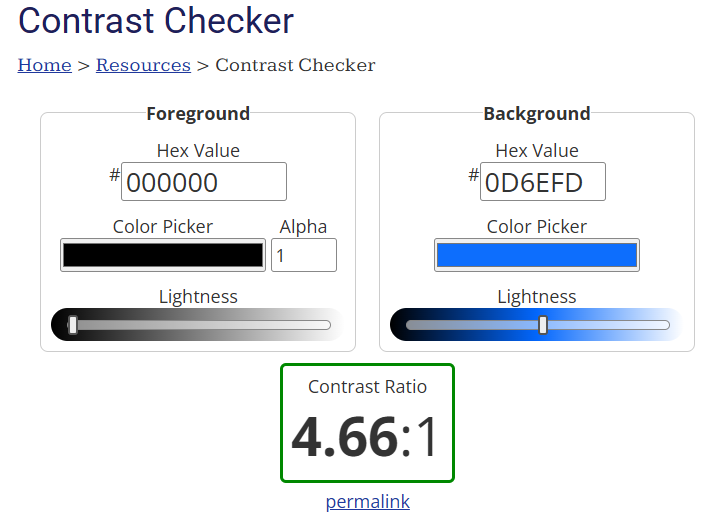 Contrast Checker
Home > Resources > Contrast Checker
Foreground
Hex Value
#000000
Color Picker Alpha
1
Lightness
Background
Hex Value
#0D6EFD
Color Picker
Lightness
Contrast Ratio
4.66:1
permalink